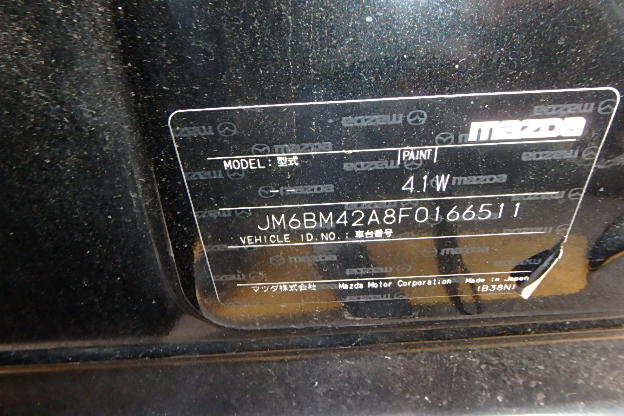 mazda
MODEL:型式 PAINT
-- 41W
JM6BM42A8F0166511
VEHICLE ID.NO.:車台番号
マツダ株式会社 Mazda Motor Corporation Made in Japan
(B38N)